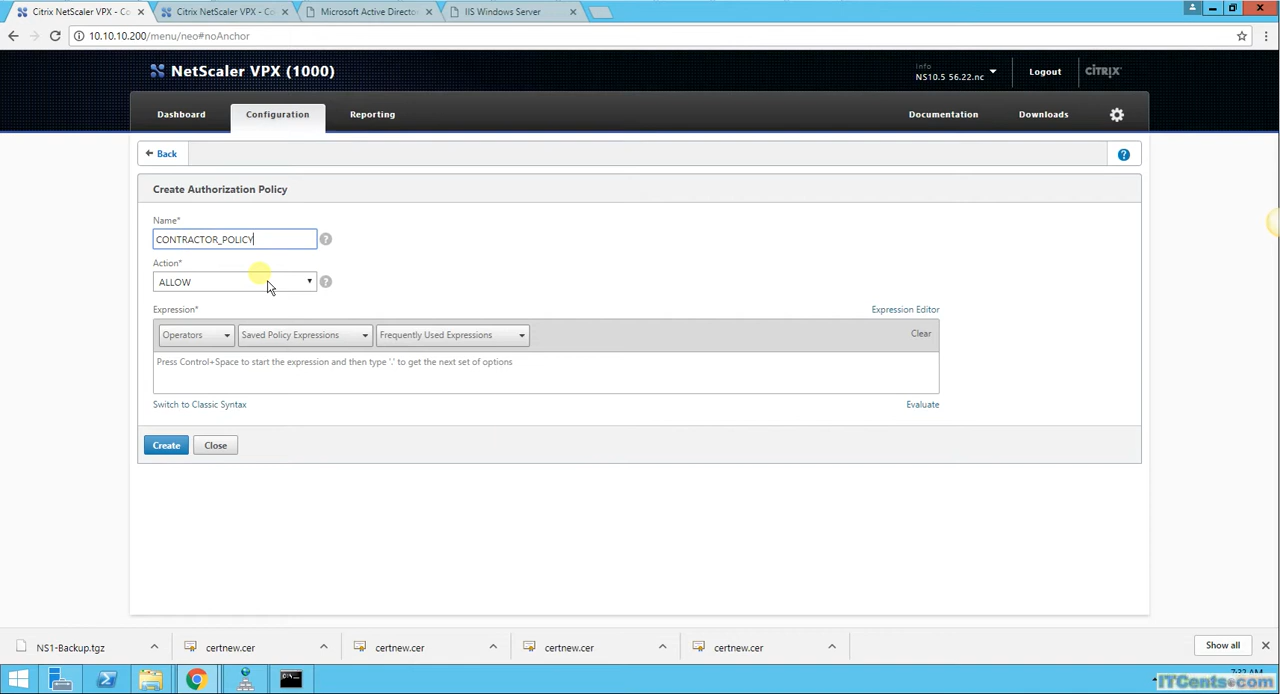 Citrix NetScaler VPX - Co
Citrix NetScaler VPX - Co
Microsoft Active Directo
IIS Windows Server
10.10.10.200/menu/neo#noAnchor
NetScaler VPX (1000)
Info
NS10.5 56.22.nc
Logout
CITRIX
Dashboard
Configuration
Reporting
Documentation
Downloads
Back
Create Authorization Policy
Name*
CONTRACTOR_POLICY
Action*
ALLOW
Expression*
Expression Editor
Operators
Saved Policy Expressions
Frequently Used Expressions
Clear
Press Control+Space to start the expression and then type '.' to get the next set of options
Switch to Classic Syntax
Evaluate
Create
Close
NS1-Backup.tgz
certnew.cer
certnew.cer
certnew.cer
certnew.cer
Show all
ITCents.com